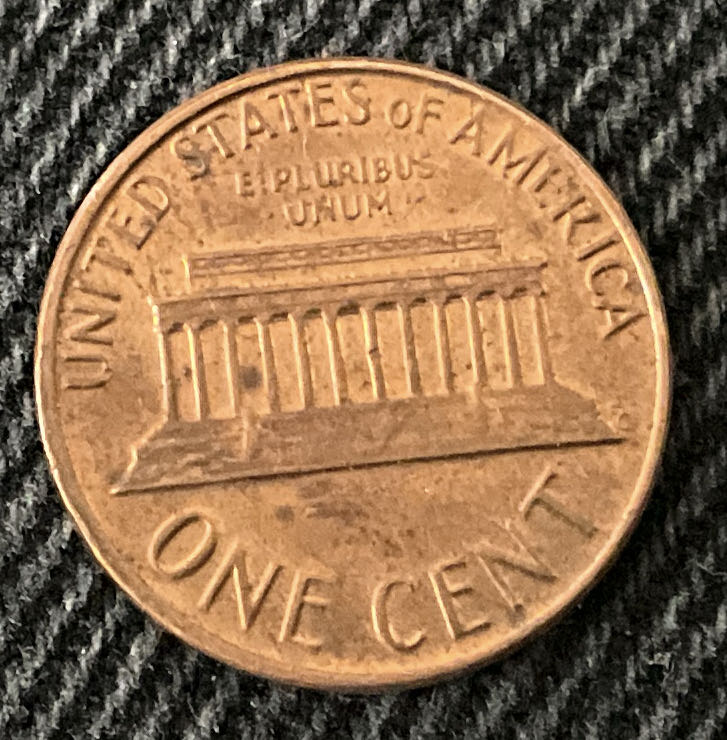 UNITED STATES OF AMERICA
E PLURIBUS
UNUM
ONE CENT